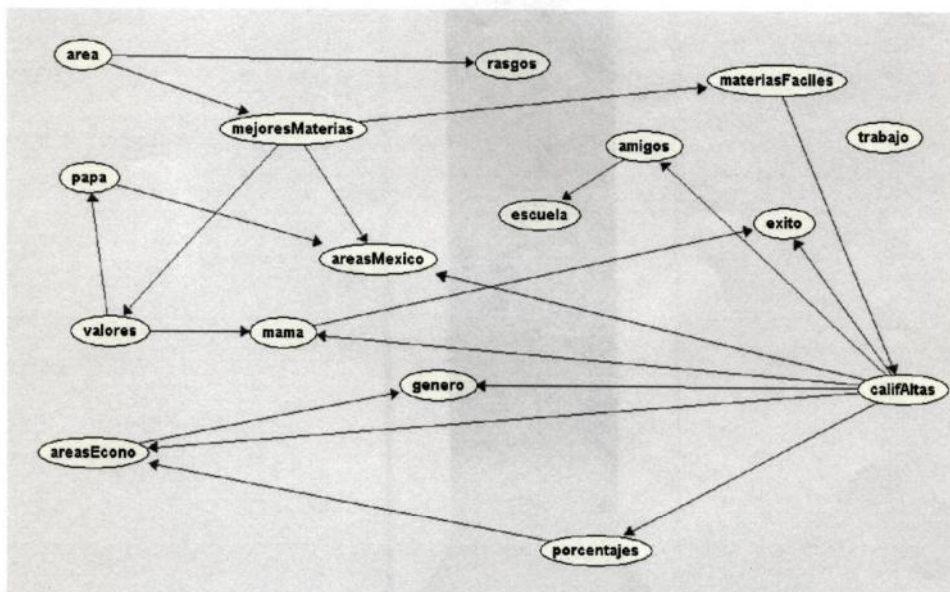 area
rasgos
materiasFaciles
mejoresMaterias
trabajo
amigos
papa
escuela
exito
areasMexico
valores
mama
genero
califAltas
areasEcono
porcentajes